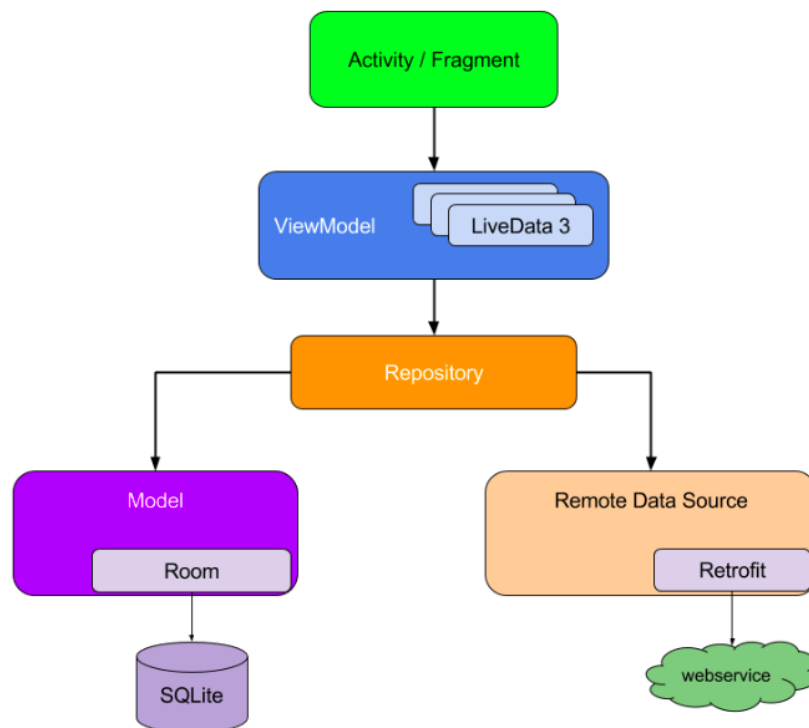 Activity / Fragment
ViewModel
LiveData 3
Repository
Model
Remote Data Source
Room
Retrofit
SQLite
webservice